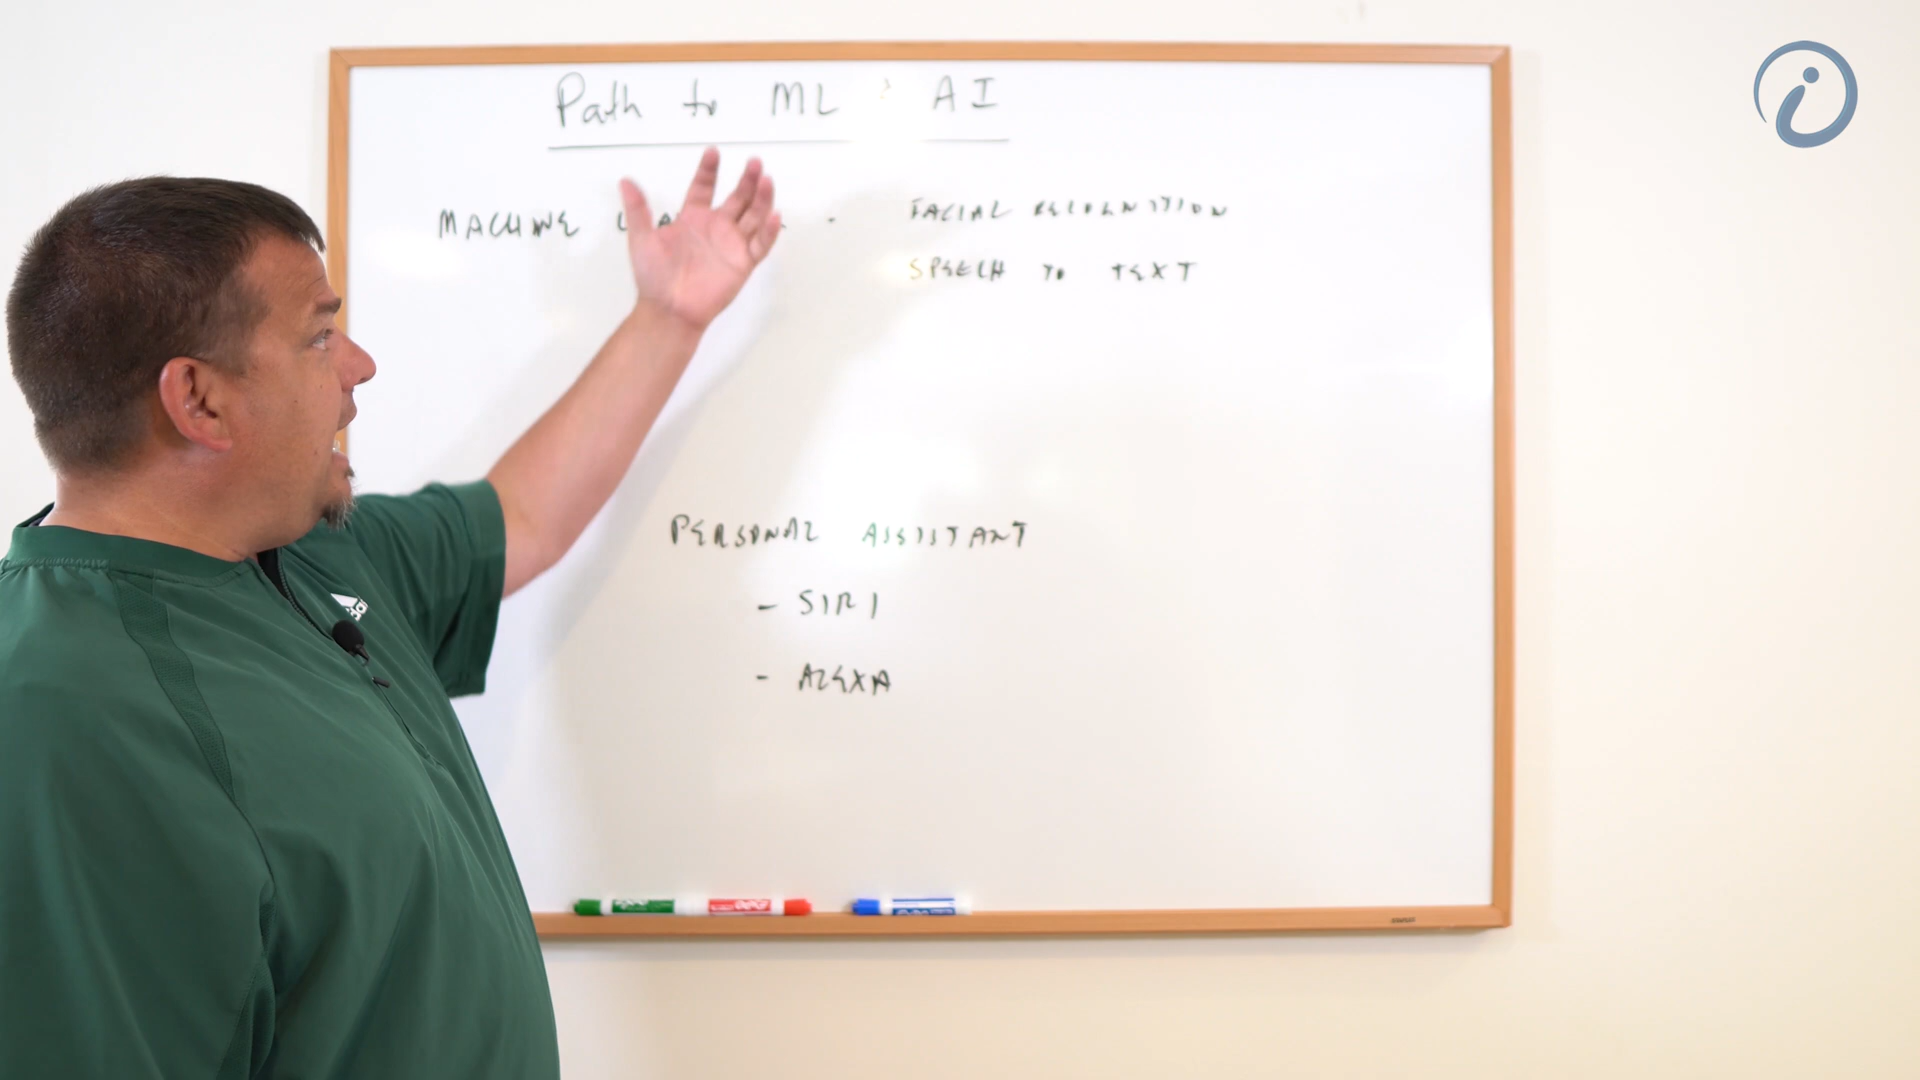 Path to ML & AI
MACHINE FACIAL RECOGNITION
SPEECH TO TEXT
PERSONAL ASSISTANT
- SIRI
- ALEXA